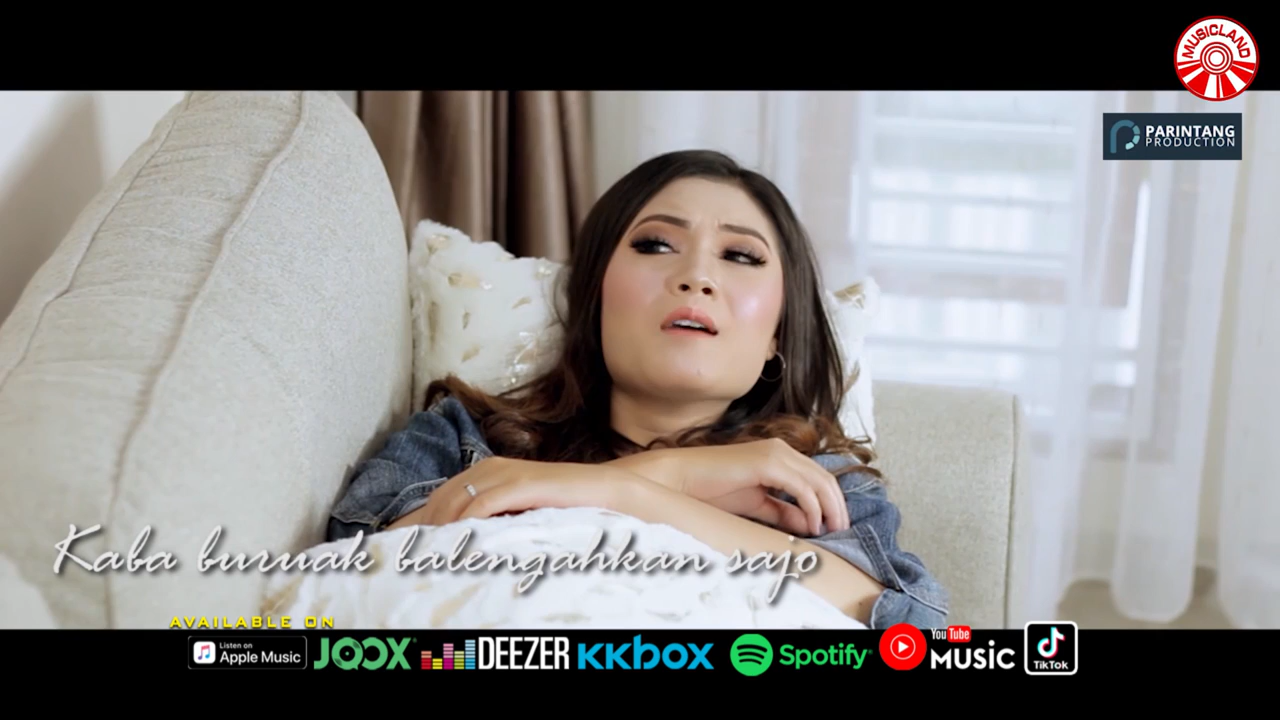 MUSICLAND
PARINTANG
PRODUCTION
Kaba buruak balengahkan sajo
AVAILABLE ON
Listen on
Apple Music
JOOX
DEEZER
KKBOX
Spotify
YouTube
MUSIC
TikTok